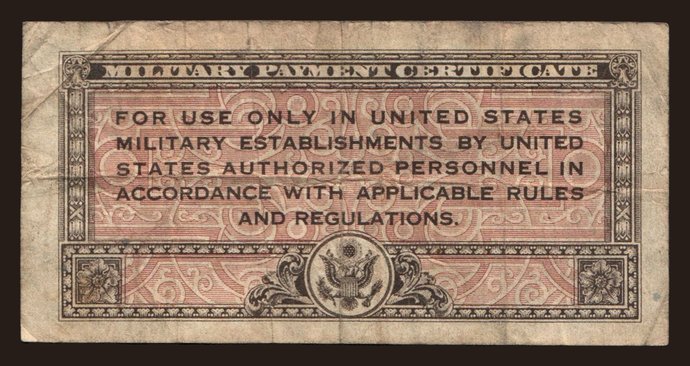 MILITARY PAYMENT CERTIFICATE
FOR USE ONLY IN UNITED STATES
MILITARY ESTABLISHMENTS BY UNITED
STATES AUTHORIZED PERSONNEL IN
ACCORDANCE WITH APPLICABLE RULES
AND REGULATIONS.